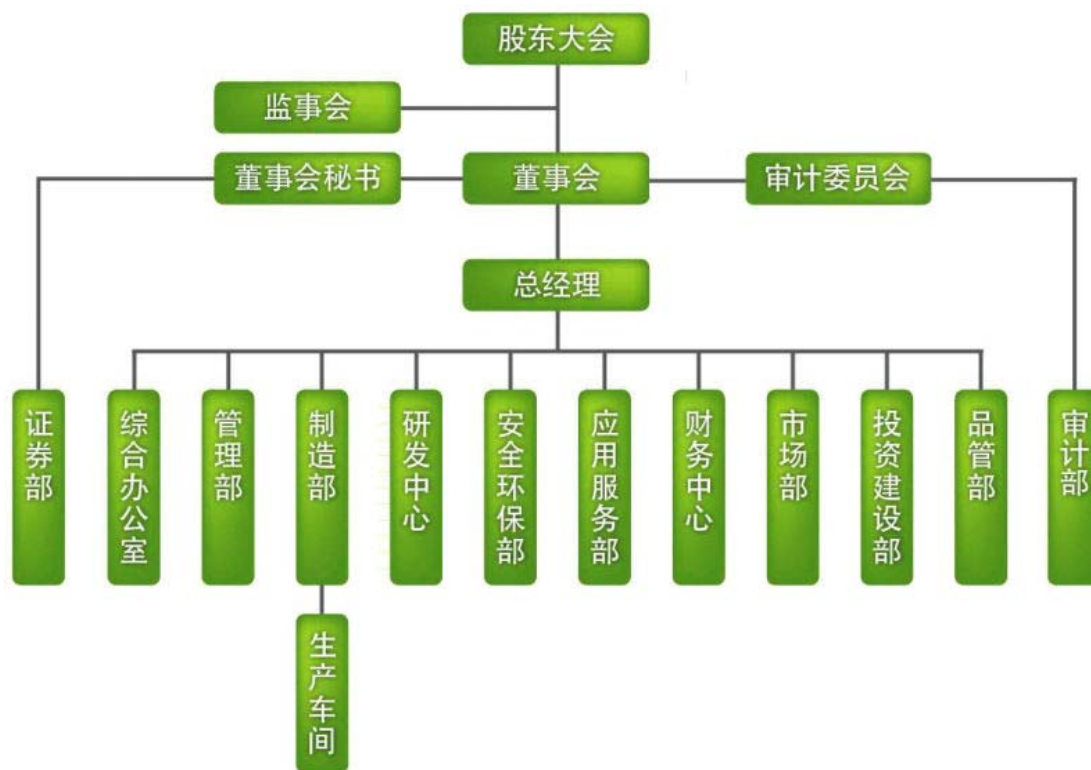 股东大会
监事会
董事会秘书
董事会
审计委员会
总经理
证券部
综合办公室
管理部
制造部
研发中心
安全环保部
应用服务部
财务中心
市场部
投资建设部
品管部
审计部
生产车间